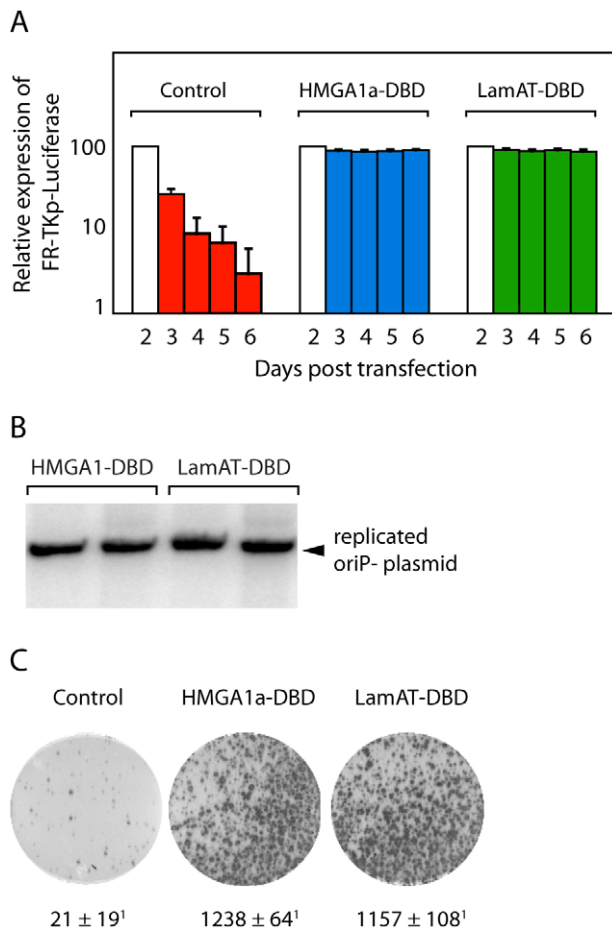 A
Control HMGA1a-DBD LamAT-DBD
Relative expression of
FR-TKp-Luciferase
100
10
1
2 3 4 5 6 2 3 4 5 6 2 3 4 5 6
Days post transfection
B
HMGA1-DBD LamAT-DBD
replicated
oriP- plasmid
C
Control HMGA1a-DBD LamAT-DBD
21 ± 19¹ 1238 ± 64¹ 1157 ± 108¹